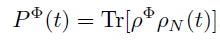 P^Φ(t) = Tr[ρ^Φ ρ_N(t)]